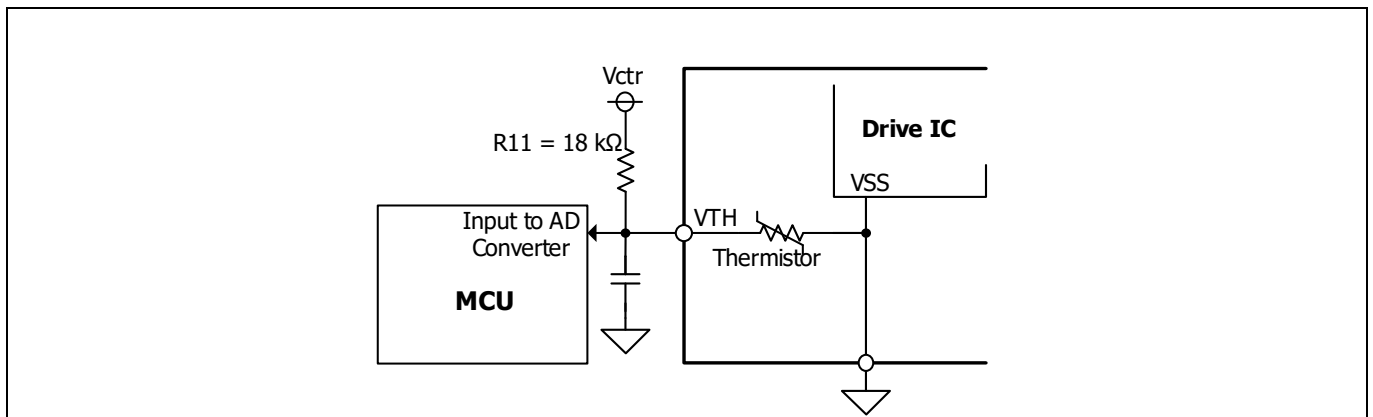 Vctr
R11 = 18 kΩ
Drive IC
VSS
Input to AD
Converter
VTH
Thermistor
MCU